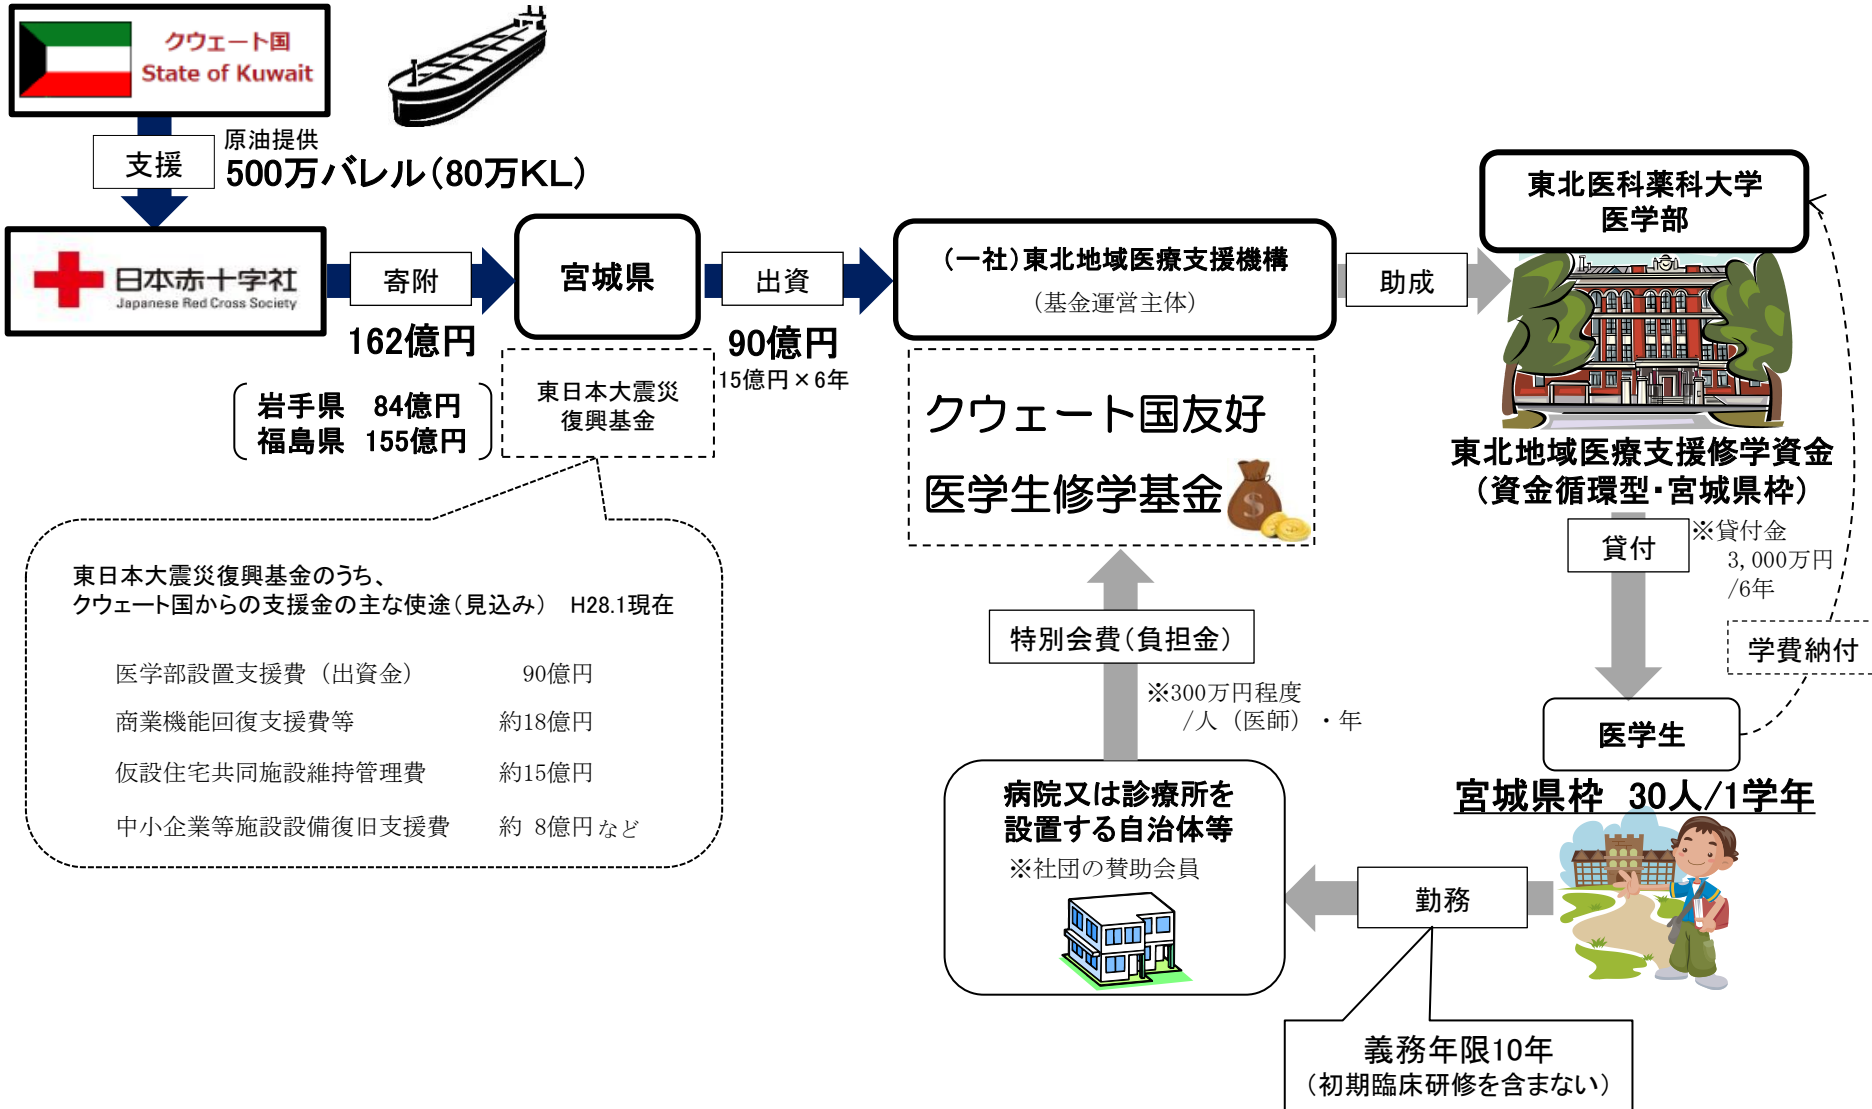 クウェート国
State of Kuwait
支援
原油提供
500万バレル（80万KL）
日本赤十字社
Japanese Red Cross Society
寄附
162億円
岩手県 84億円
福島県 155億円
宮城県
東日本大震災
復興基金
出資
90億円
15億円×6年
（一社）東北地域医療支援機構
（基金運営主体）
クウェート国友好
医学生修学基金
$
助成
東北医科薬科大学
医学部
東北地域医療支援修学資金
（資金循環型・宮城県枠）
貸付
※貸付金
3,000万円
/6年
学費納付
医学生
宮城県枠 30人/1学年
勤務
義務年限10年
（初期臨床研修を含まない）
病院又は診療所を
設置する自治体等
※社団の賛助会員
特別会費（負担金）
※300万円程度
/人（医師）・年
東日本大震災復興基金のうち、
クウェート国からの支援金の主な使途（見込み） H28.1現在
医学部設置支援費（出資金） 90億円
商業機能回復支援費等 約18億円
仮設住宅共同施設維持管理費 約15億円
中小企業等施設設備復旧支援費 約 8億円など